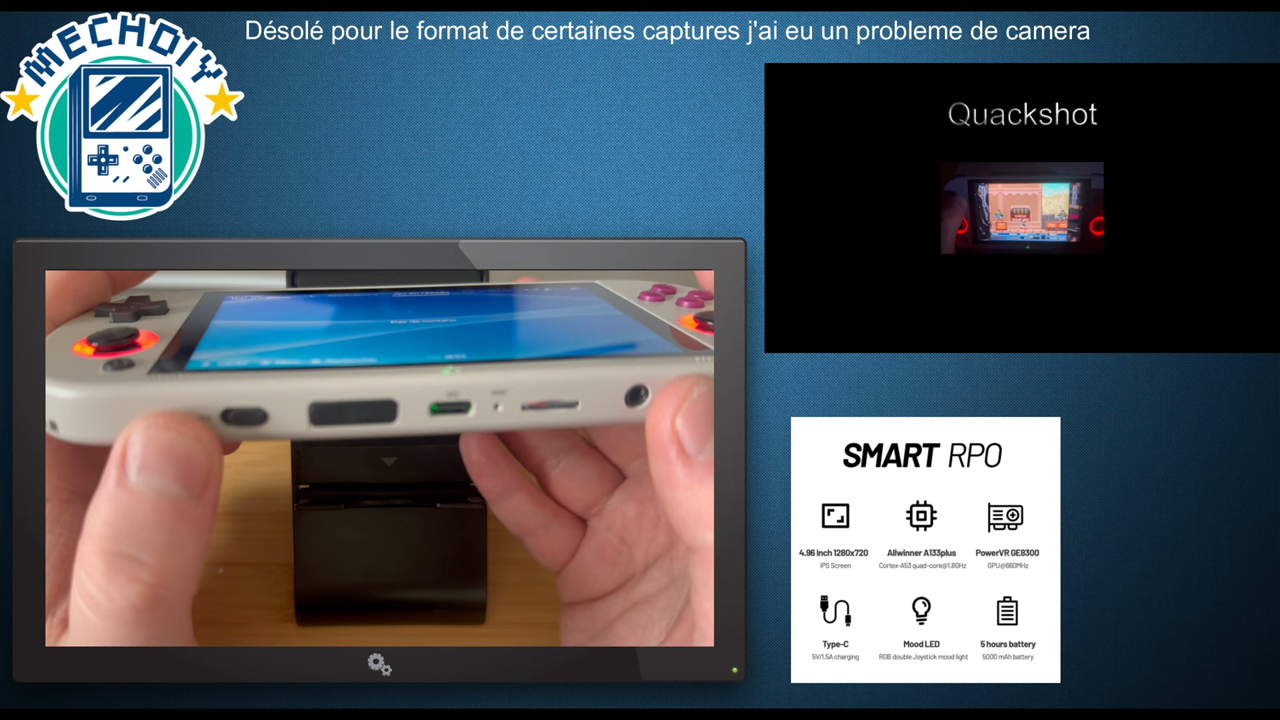 Désolé pour le format de certaines captures j'ai eu un probleme de camera
MECHDIY
Quackshot
SMART RPO
4.96 Inch 1280x720
IPS Screen
Allwinner A133plus
Cortex-A53 quad-core@1.8GHz
PowerVR GE8300
GPU@660MHz
Type-C
5V/1.5A charging
Mood LED
RGB double Joystick mood light
5 hours battery
5000 mAh battery